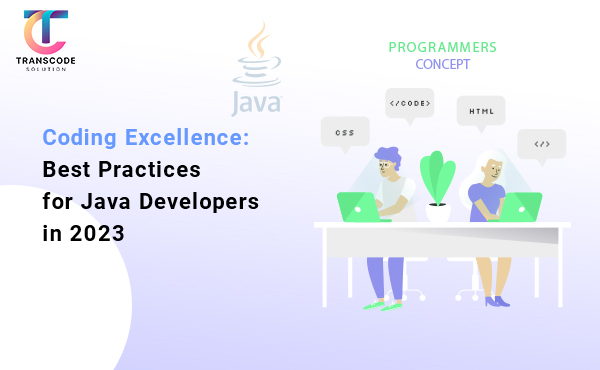 TRANSCODE
SOLUTION
Java
PROGRAMMERS
CONCEPT
Coding Excellence:
Best Practices
for Java Developers
in 2023
CSS
</CODE>
HTML
</>